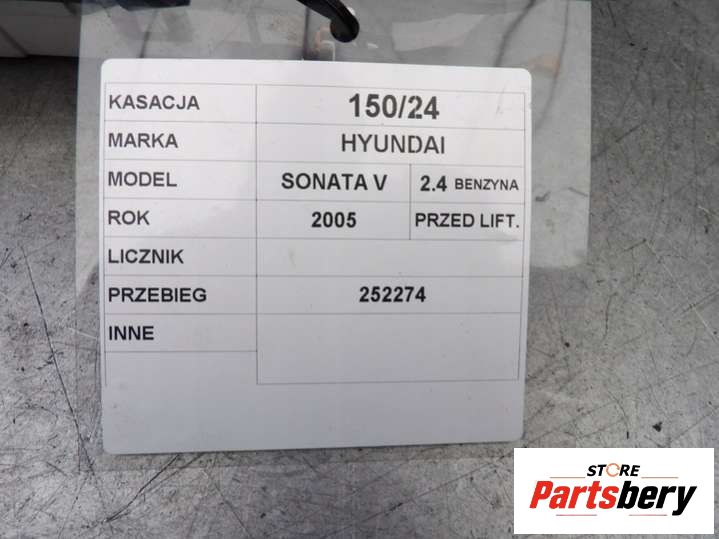 KASACJA 150/24
MARKA HYUNDAI
MODEL SONATA V 2.4 BENZYNA
ROK 2005 PRZED LIFT.
LICZNIK
PRZEBIEG 252274
INNE
STORE
Partsbery